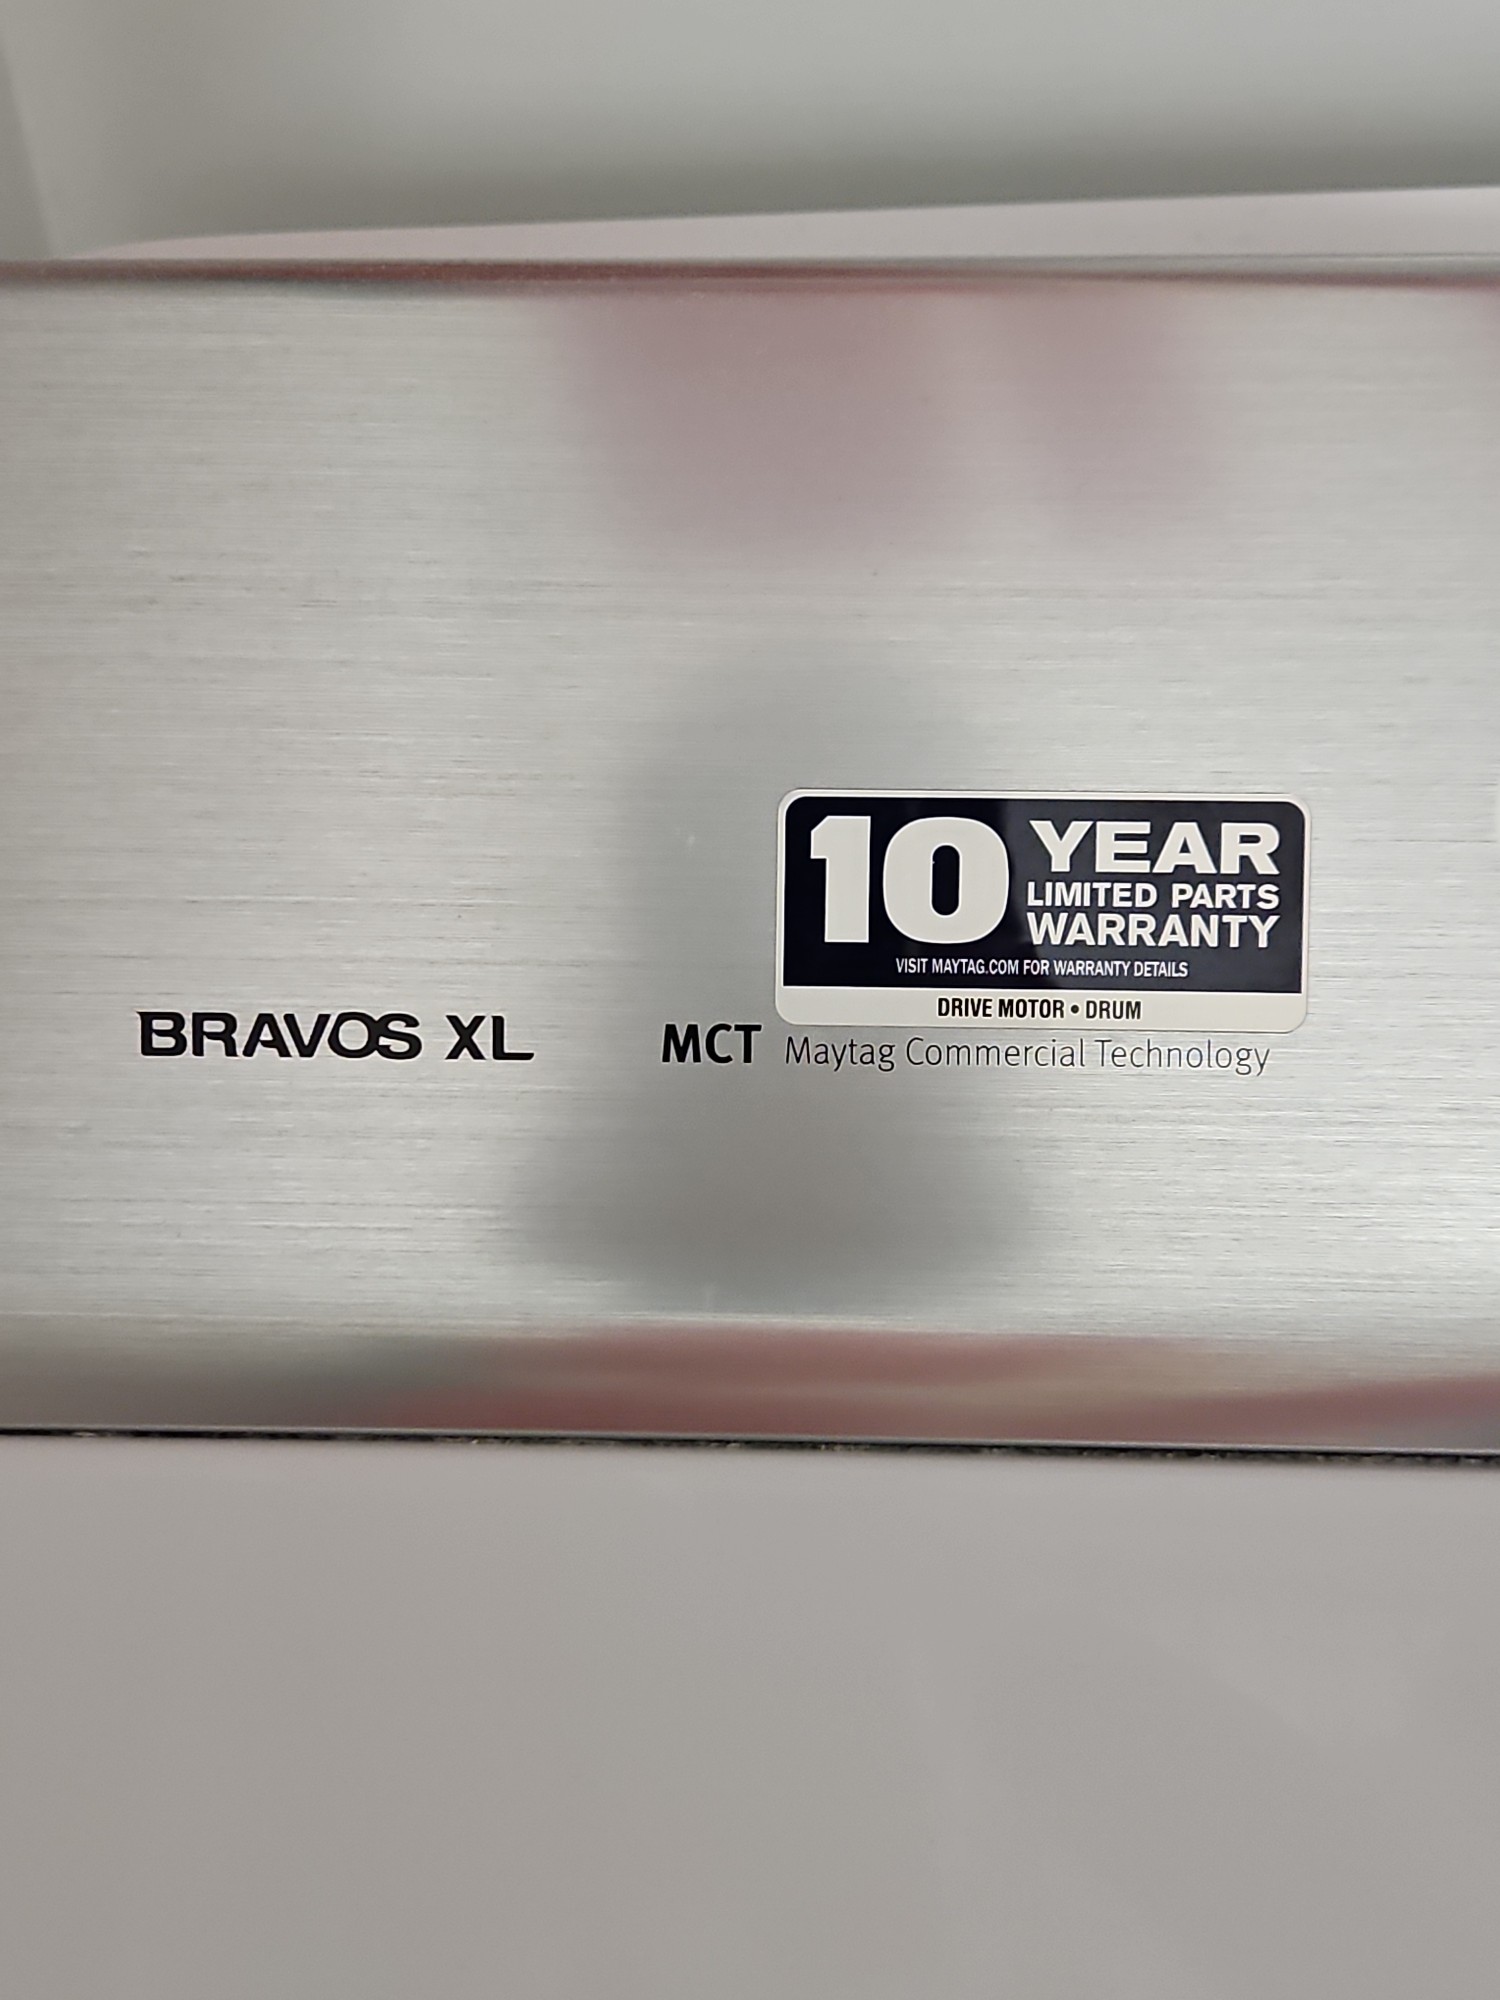 10 YEAR
LIMITED PARTS
WARRANTY
VISIT MAYTAG.COM FOR WARRANTY DETAILS
DRIVE MOTOR • DRUM
BRAVOS XL MCT Maytag Commercial Technology